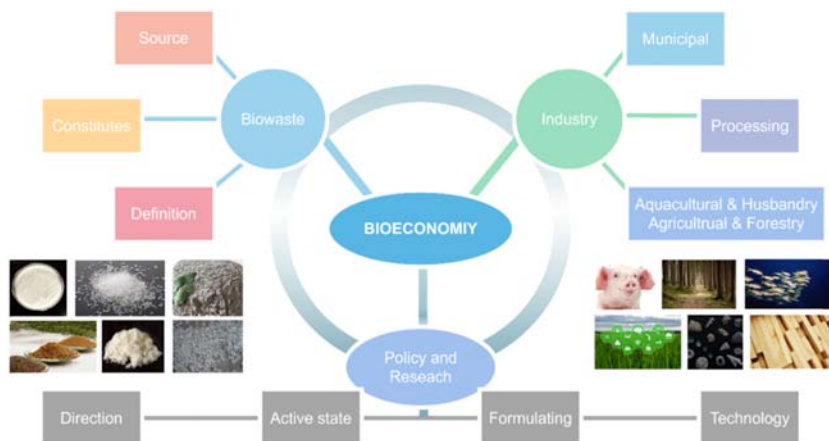 Source
Municipal
Biowaste
Industry
Constitutes
Processing
Definition
Aquacultural & Husbandry
Agricultrual & Forestry
BIOECONOMIY
Policy and
Reseach
Direction
Active state
Formulating
Technology